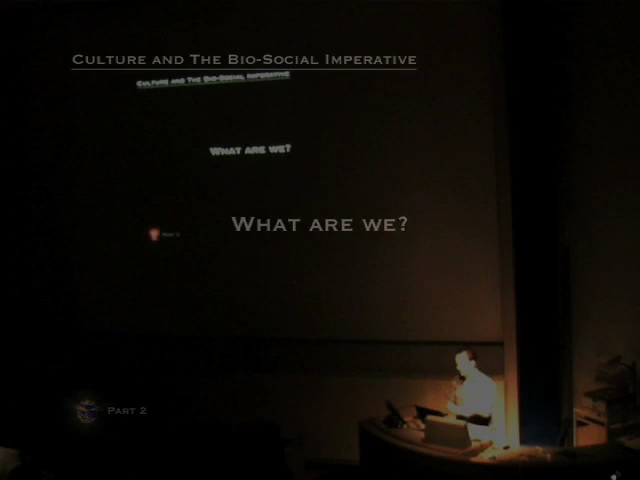 Culture and The Bio-Social Imperative
Culture and The Bio-Social Imperative
What are we?
What are we?
Part 2